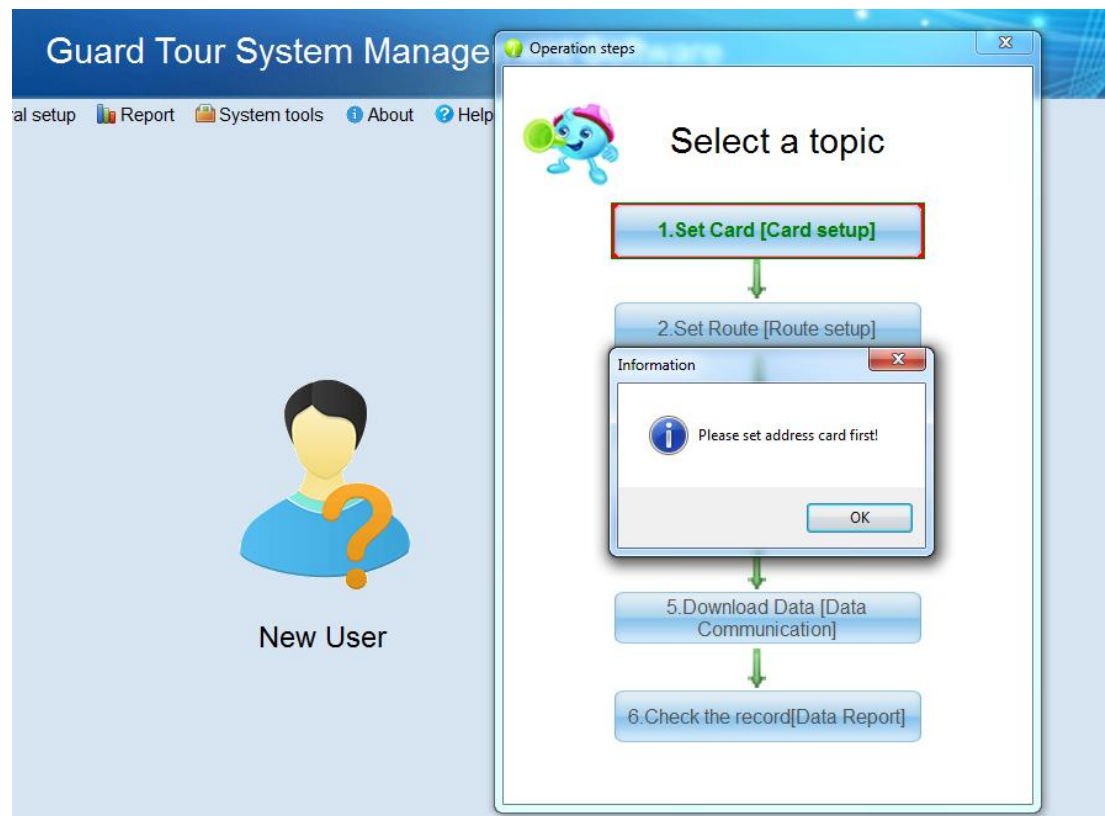 Guard Tour System Manage
al setup Report System tools About Help
New User
Operation steps
Select a topic
1.Set Card [Card setup]
2.Set Route [Route setup]
Information
Please set address card first!
OK
5.Download Data [Data
Communication]
6.Check the record[Data Report]